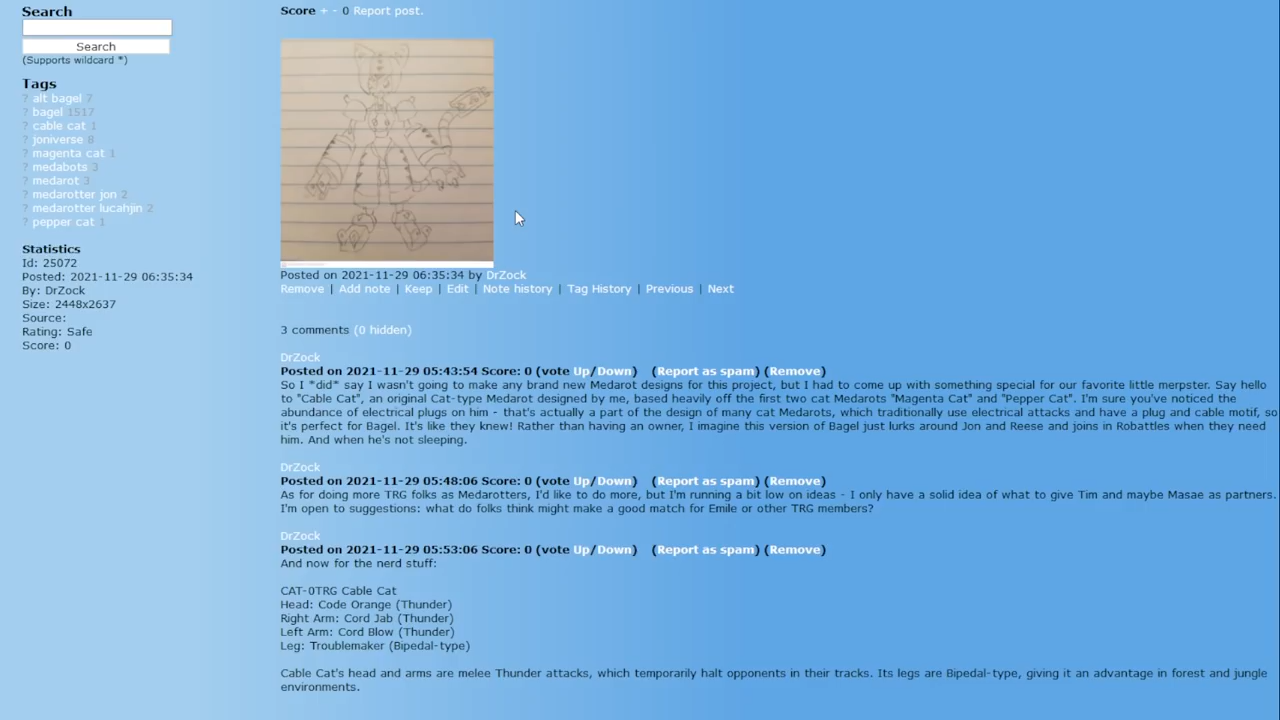 Search
Search
(Supports wildcard *)
Tags
? alt bagel 7
? bagel 1517
? cable cat 1
? joniverse 8
? magenta cat 1
? medabots 3
? medarot 3
? medarotter jon 2
? medarotter lucahjin 2
? pepper cat 1
Statistics
Id: 25072
Posted: 2021-11-29 06:35:34
By: DrZock
Size: 2448x2637
Source:
Rating: Safe
Score: 0
Score + - 0 Report post.
Posted on 2021-11-29 06:35:34 by DrZock
Remove | Add note | Keep | Edit | Note history | Tag History | Previous | Next
3 comments (0 hidden)
DrZock
Posted on 2021-11-29 05:43:54 Score: 0 (vote Up/Down) (Report as spam) (Remove)
So I *did* say I wasn't going to make any brand new Medarot designs for this project, but I had to come up with something special for our favorite little merpster. Say hello
to "Cable Cat", an original Cat-type Medarot designed by me, based heavily off the first two cat Medarots "Magenta Cat" and "Pepper Cat". I'm sure you've noticed the
abundance of electrical plugs on him - that's actually a part of the design of many cat Medarots, which traditionally use electrical attacks and have a plug and cable motif, so
it's perfect for Bagel. It's like they knew! Rather than having an owner, I imagine this version of Bagel just lurks around Jon and Reese and joins in Robattles when they need
him. And when he's not sleeping.
DrZock
Posted on 2021-11-29 05:48:06 Score: 0 (vote Up/Down) (Report as spam) (Remove)
As for doing more TRG folks as Medarotters, I'd like to do more, but I'm running a bit low on ideas - I only have a solid idea of what to give Tim and maybe Masae as partners.
I'm open to suggestions: what do folks think might make a good match for Emile or other TRG members?
DrZock
Posted on 2021-11-29 05:53:06 Score: 0 (vote Up/Down) (Report as spam) (Remove)
And now for the nerd stuff:
CAT-0TRG Cable Cat
Head: Code Orange (Thunder)
Right Arm: Cord Jab (Thunder)
Left Arm: Cord Blow (Thunder)
Leg: Troublemaker (Bipedal-type)
Cable Cat's head and arms are melee Thunder attacks, which temporarily halt opponents in their tracks. Its legs are Bipedal-type, giving it an advantage in forest and jungle
environments.